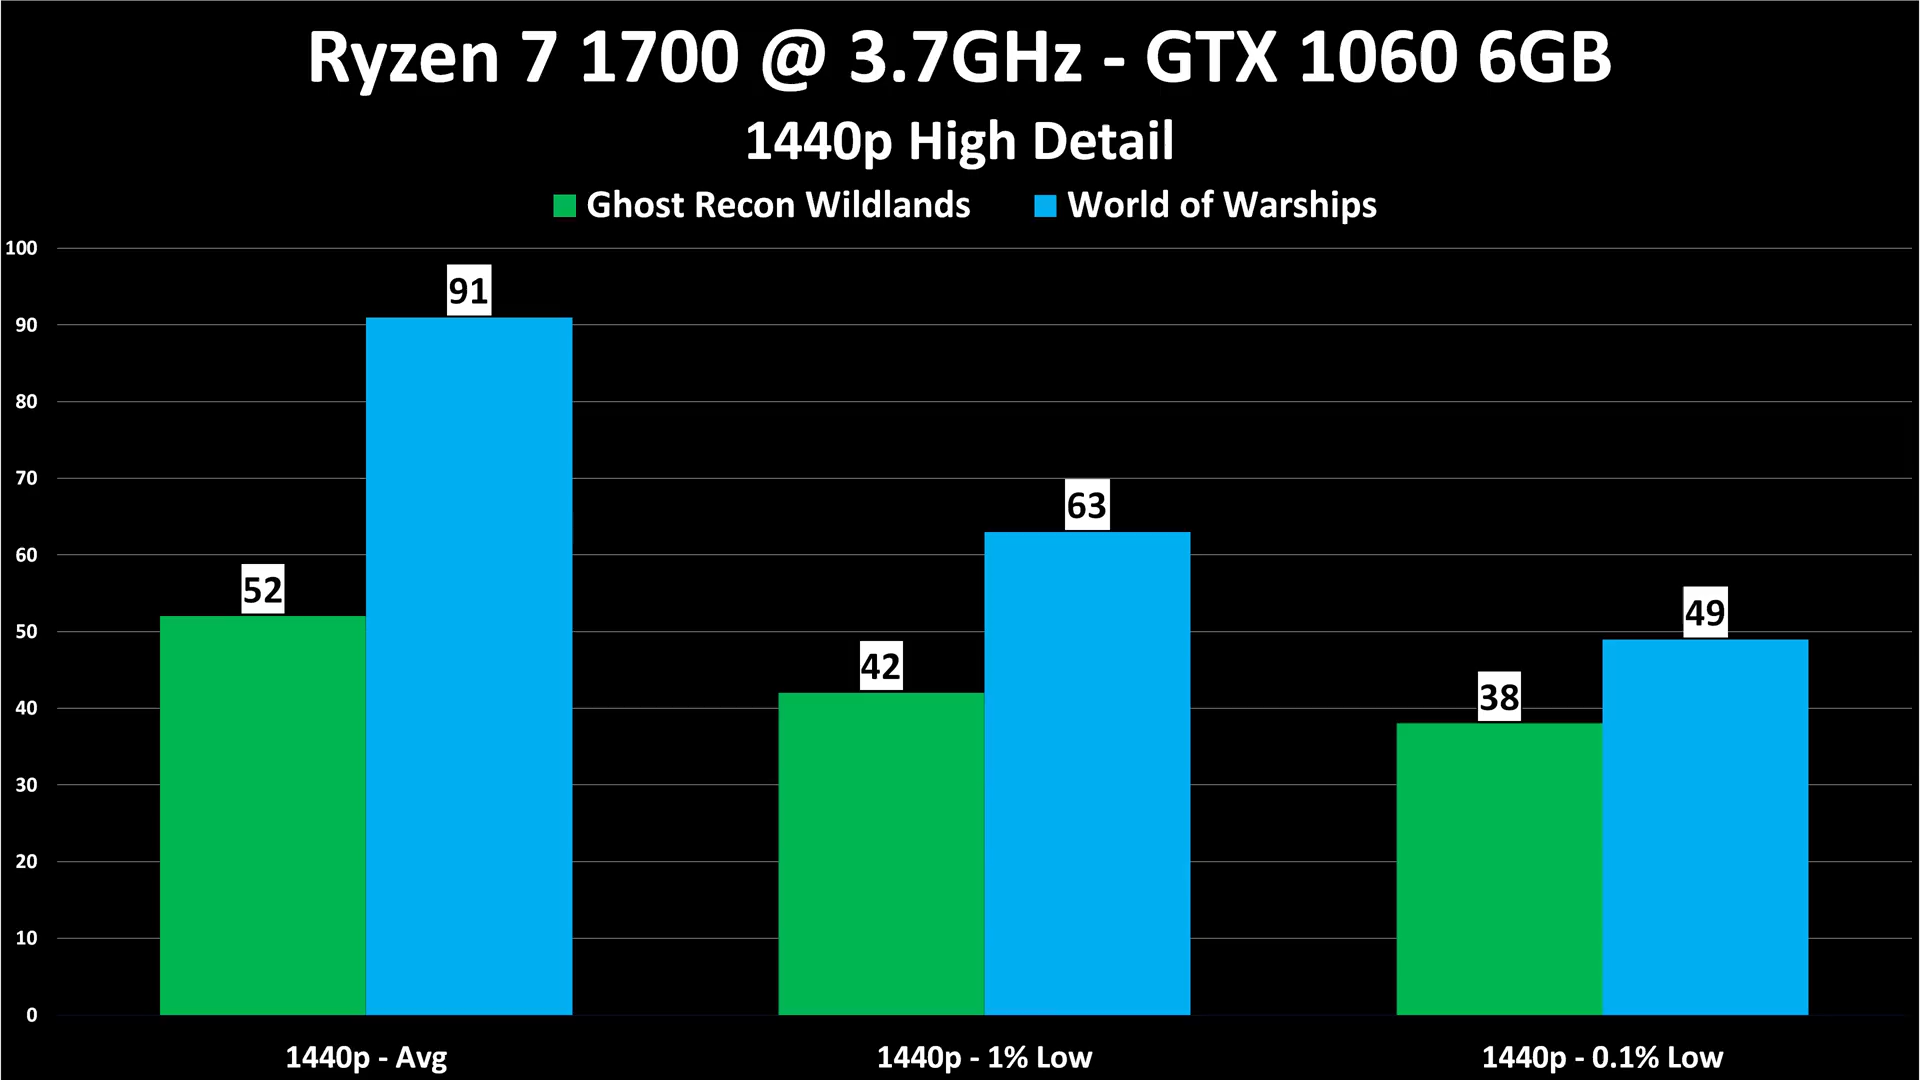 Ryzen 7 1700 @ 3.7GHz - GTX 1060 6GB
1440p High Detail
Ghost Recon Wildlands World of Warships
100
90
80
70
60
50
40
30
20
10
0
52
91
42
63
38
49
1440p - Avg
1440p - 1% Low
1440p - 0.1% Low